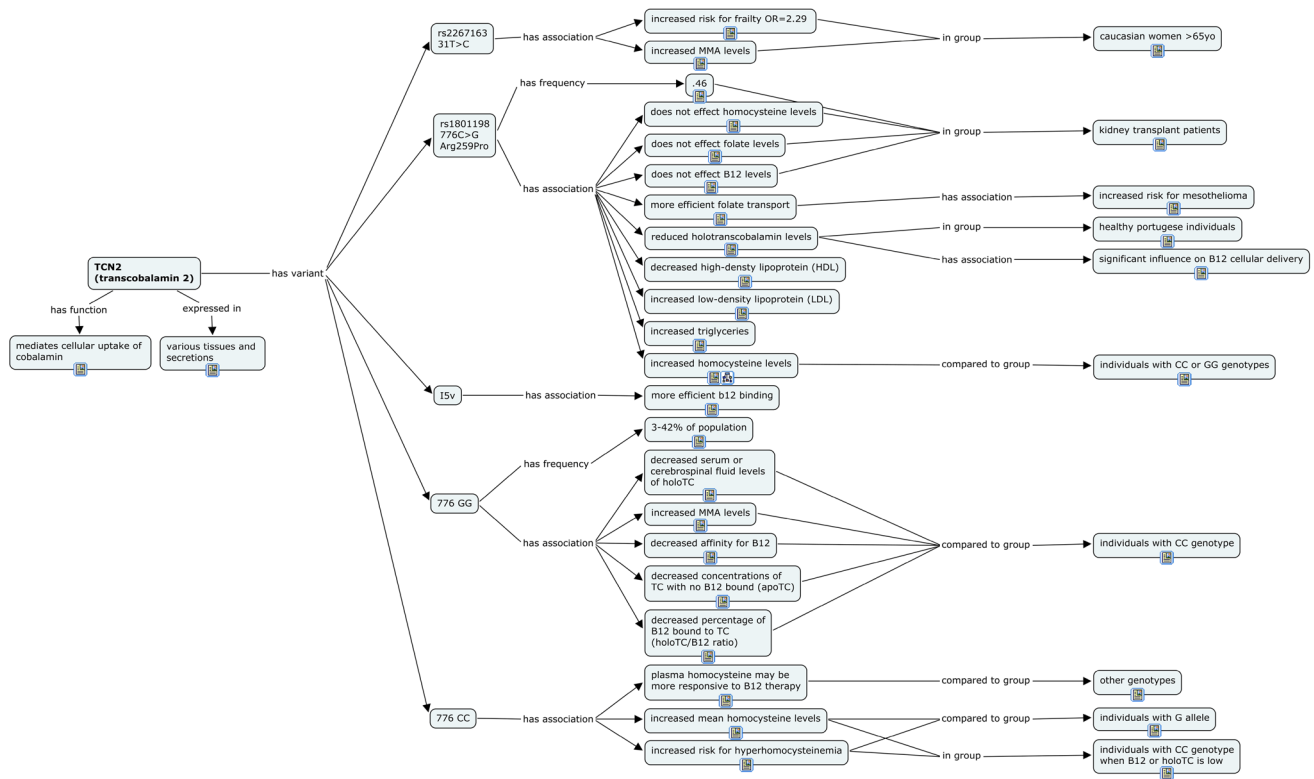 rs2267163
31T>C
has association
increased risk for frailty OR=2.29
increased MMA levels
in group
caucasian women >65yo
rs1801198
776C>G
Arg259Pro
has frequency
.46
has association
does not effect homocysteine levels
does not effect folate levels
does not effect B12 levels
in group
kidney transplant patients
more efficient folate transport
has association
increased risk for mesothelioma
reduced holotranscobalamin levels
in group
healthy portugese individuals
has association
significant influence on B12 cellular delivery
decreased high-densty lipoprotein (HDL)
increased low-density lipoprotein (LDL)
increased triglyceries
increased homocysteine levels
compared to group
individuals with CC or GG genotypes
TCN2
(transcobalamin 2)
has variant
has function
expressed in
mediates cellular uptake of
cobalamin
various tissues and
secretions
I5v
has association
more efficient b12 binding
776 GG
has frequency
3-42% of population
has association
decreased serum or
cerebrospinal fluid levels
of holoTC
increased MMA levels
decreased affinity for B12
decreased concentrations of
TC with no B12 bound (apoTC)
decreased percentage of
B12 bound to TC
(holoTC/B12 ratio)
compared to group
individuals with CC genotype
776 CC
has association
plasma homocysteine may be
more responsive to B12 therapy
compared to group
other genotypes
increased mean homocysteine levels
compared to group
individuals with G allele
increased risk for hyperhomocysteinemia
in group
individuals with CC genotype
when B12 or holoTC is low